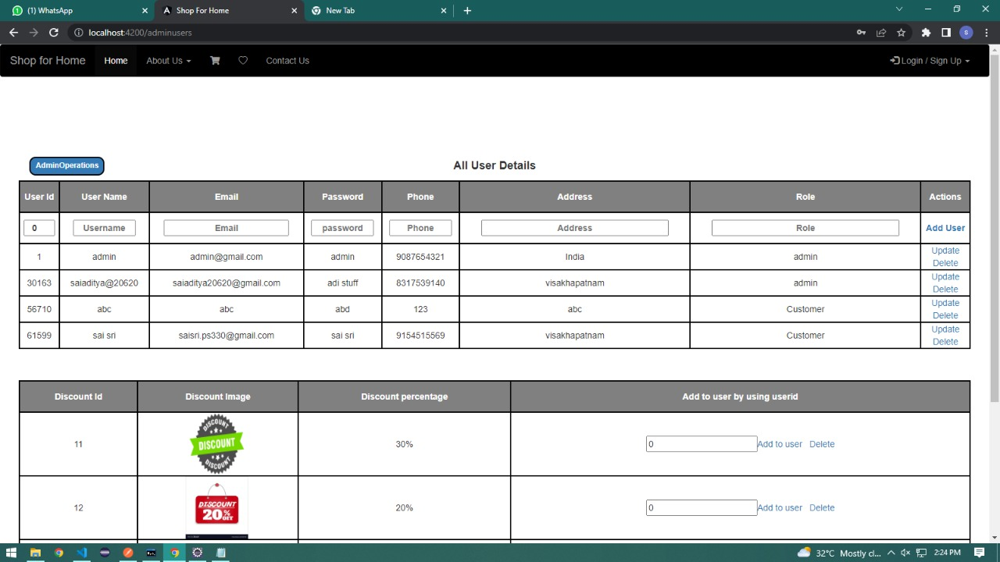 (1) WhatsApp
Shop For Home
New Tab
localhost:4200/adminusers
S
Shop for Home Home About Us Contact Us Login / Sign Up
AdminOperations
All User Details
User Id User Name Email Password Phone Address Role Actions
0 Username Email password Phone Address Role Add User
1 admin admin@gmail.com admin 9087654321 India admin Update Delete
30163 saiaditya@20620 saiaditya20620@gmail.com adi stuff 8317539140 visakhapatnam admin Update Delete
56710 abc abc abd 123 abc Customer Update Delete
61599 sai sri saisri.ps330@gmail.com sai sri 9154515569 visakhapatnam Customer Update Delete
Discount Id Discount Image Discount percentage Add to user by using userid
DISCOUNT
11 DISCOUNT 30% 0 Add to user Delete
DISCOUNT
DISCOUNT
12 20% OFF 20% 0 Add to user Delete
32°C Mostly cl... 2:24 PM